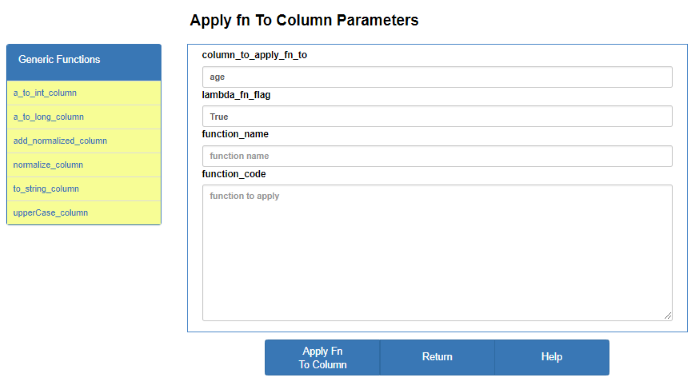 Apply fn To Column Parameters
Generic Functions
a_to_int_column
a_to_long_column
add_normalized_column
normalize_column
to_string_column
upperCase_column
column_to_apply_fn_to
age
lambda_fn_flag
True
function_name
function name
function_code
function to apply
Apply Fn
To Column
Return
Help